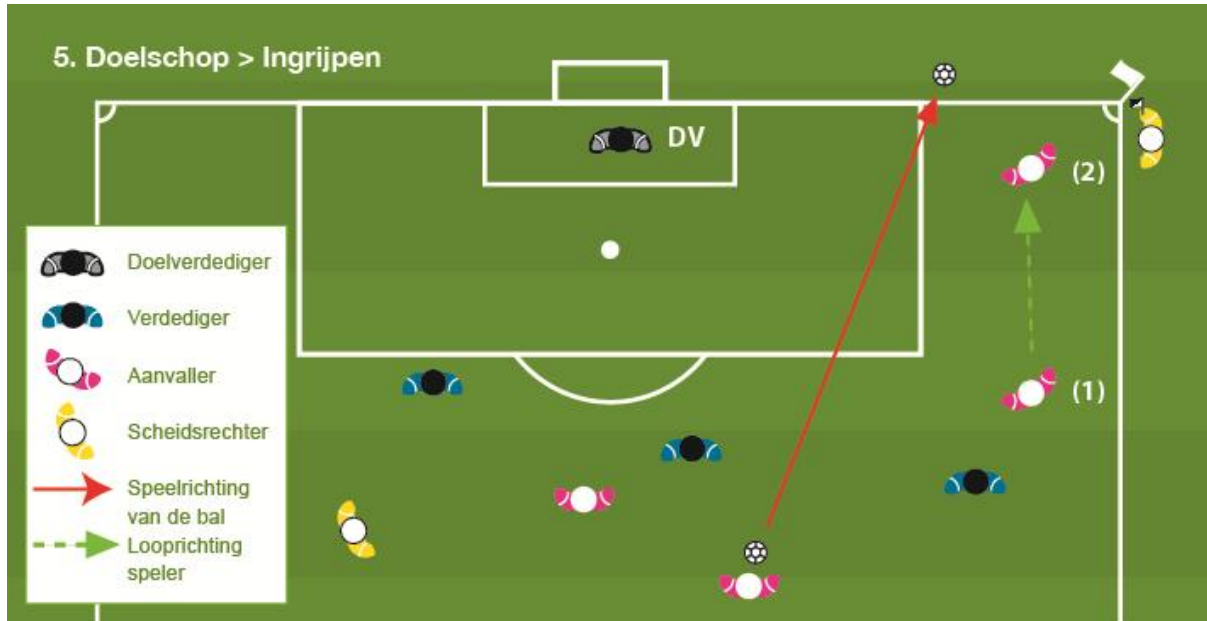 5. Doelschop > Ingrijpen
DV
(2)
(1)
Doelverdediger
Verdediger
Aanvaller
Scheidsrechter
Speelrichting
van de bal
Looprichting
speler